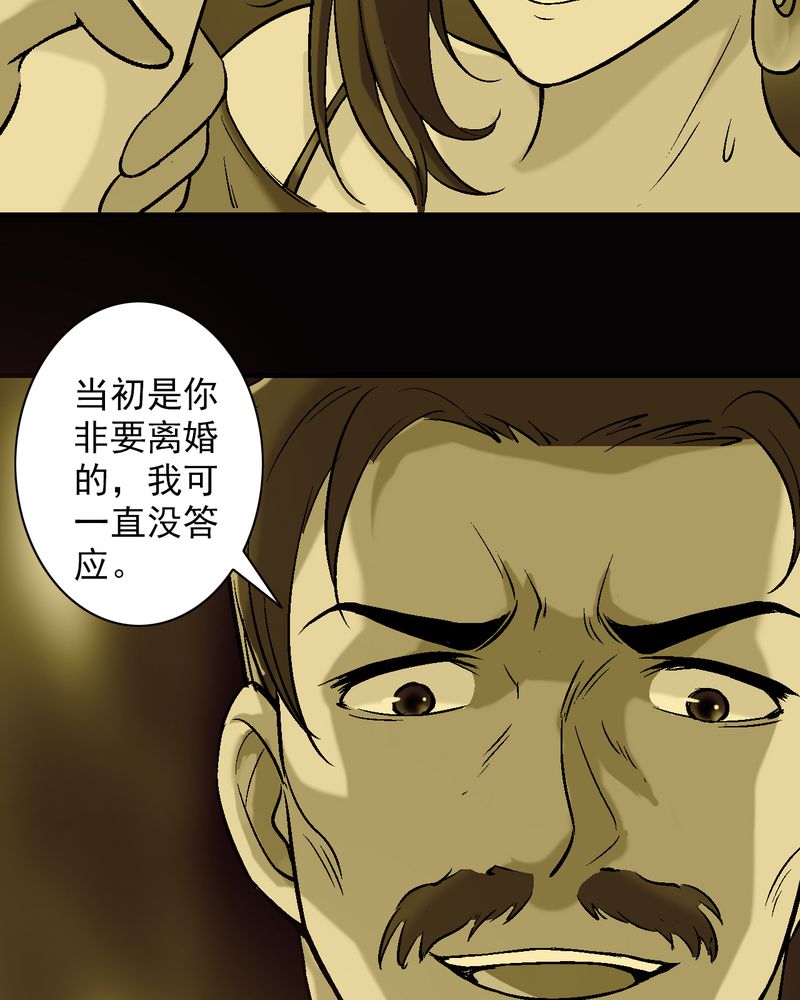 当初是你
非要离婚
的，我可
一直没答
应。